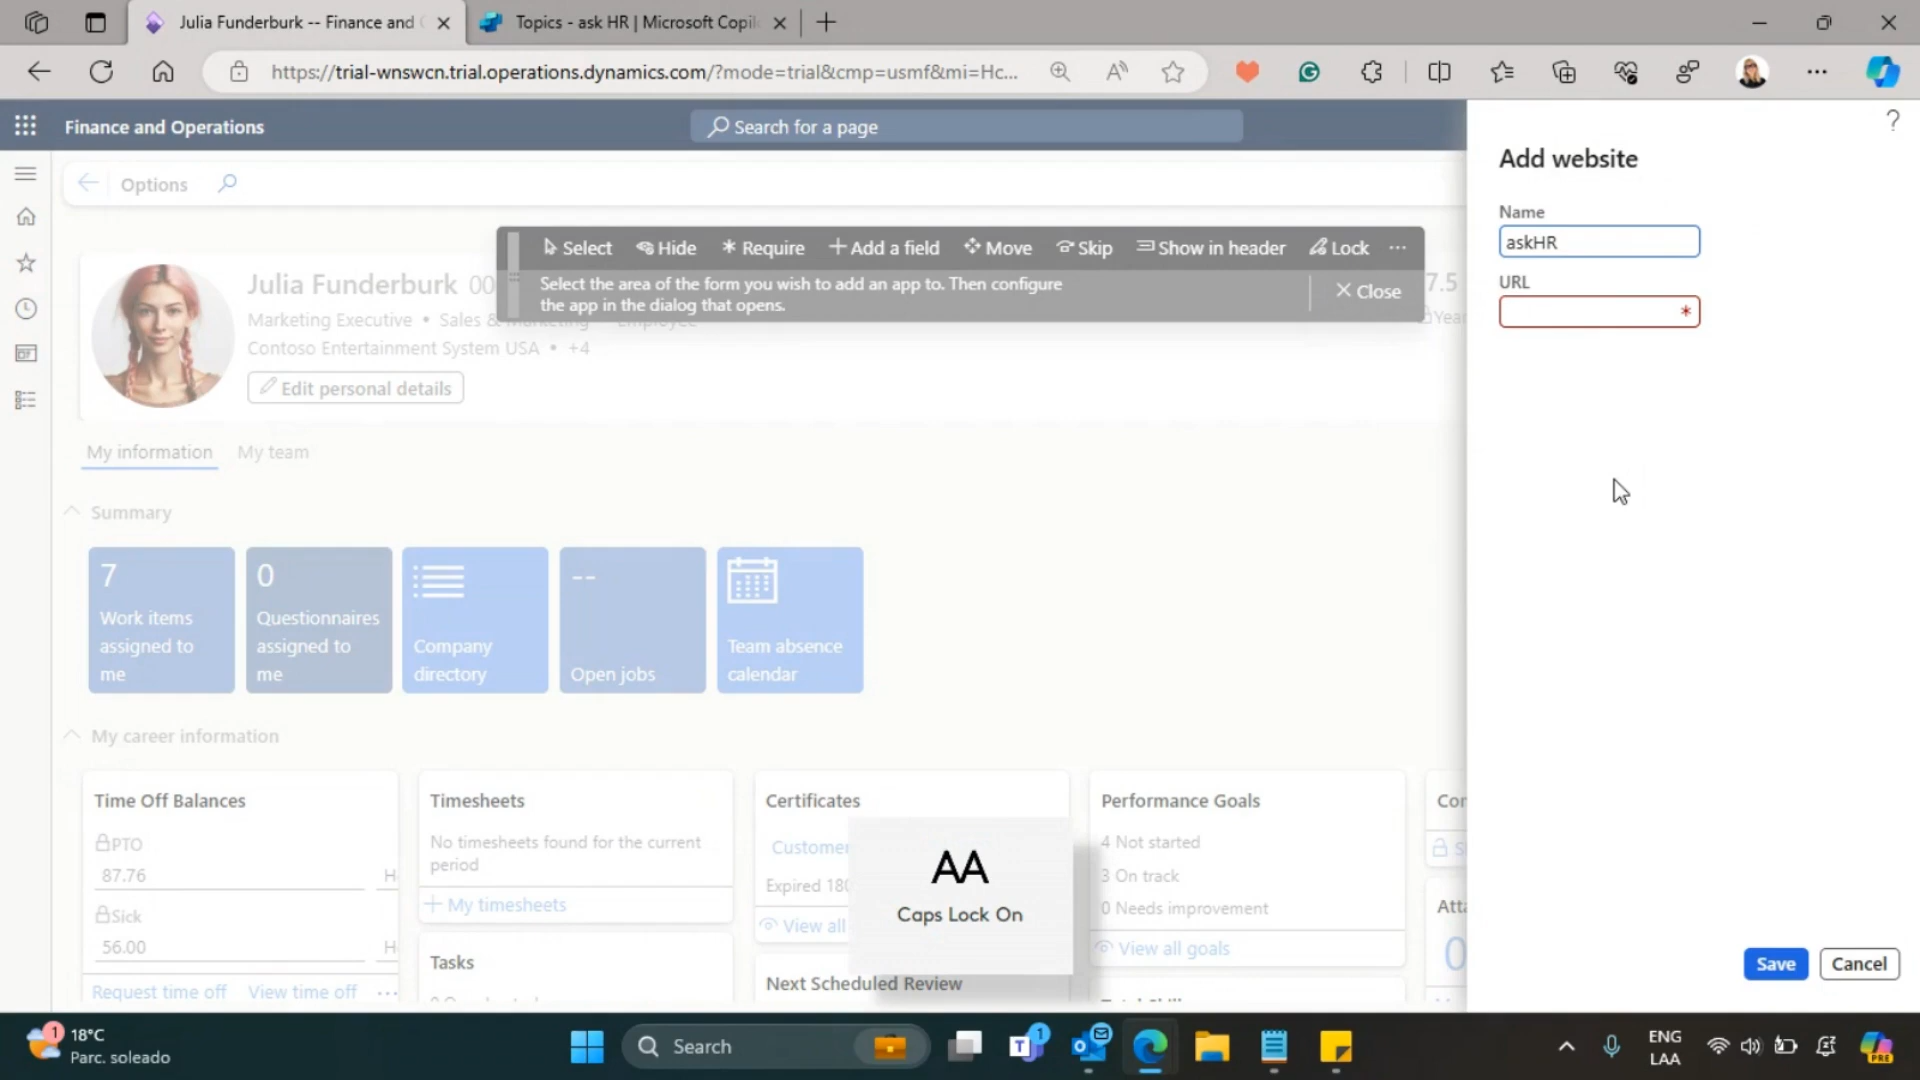 Julia Funderburk -- Finance and
Topics - ask HR | Microsoft Copil
https://trial-wnswcn.trial.operations.dynamics.com/?mode=trial&cmp=usmf&mi=Hc...
Finance and Operations
Search for a page
?
Options
Add website
Name
askHR
URL
*
Select
Hide
Require
Add a field
Move
Skip
Show in header
Lock
...
Select the area of the form you wish to add an app to. Then configure
the app in the dialog that opens.
Close
Julia Funderburk 00
7.5
Marketing Executive • Sales & Marketing Employee
Year
Contoso Entertainment System USA • +4
Edit personal details
My information
My team
Summary
7
Work items
assigned to
me
0
Questionnaires
assigned to
me
Company
directory
--
Open jobs
Team absence
calendar
My career information
Time Off Balances
PTO
87.76
H
Sick
56.00
H
Request time off
View time off
...
Timesheets
No timesheets found for the current
period
My timesheets
Tasks
Certificates
Customer
Expired 180
View all
Next Scheduled Review
AA
Caps Lock On
Performance Goals
4 Not started
3 On track
0 Needs improvement
View all goals
Cor
Atta
0
Save
Cancel
1
18°C
Parc. soleado
Search
1
ENG
LAA
PRE